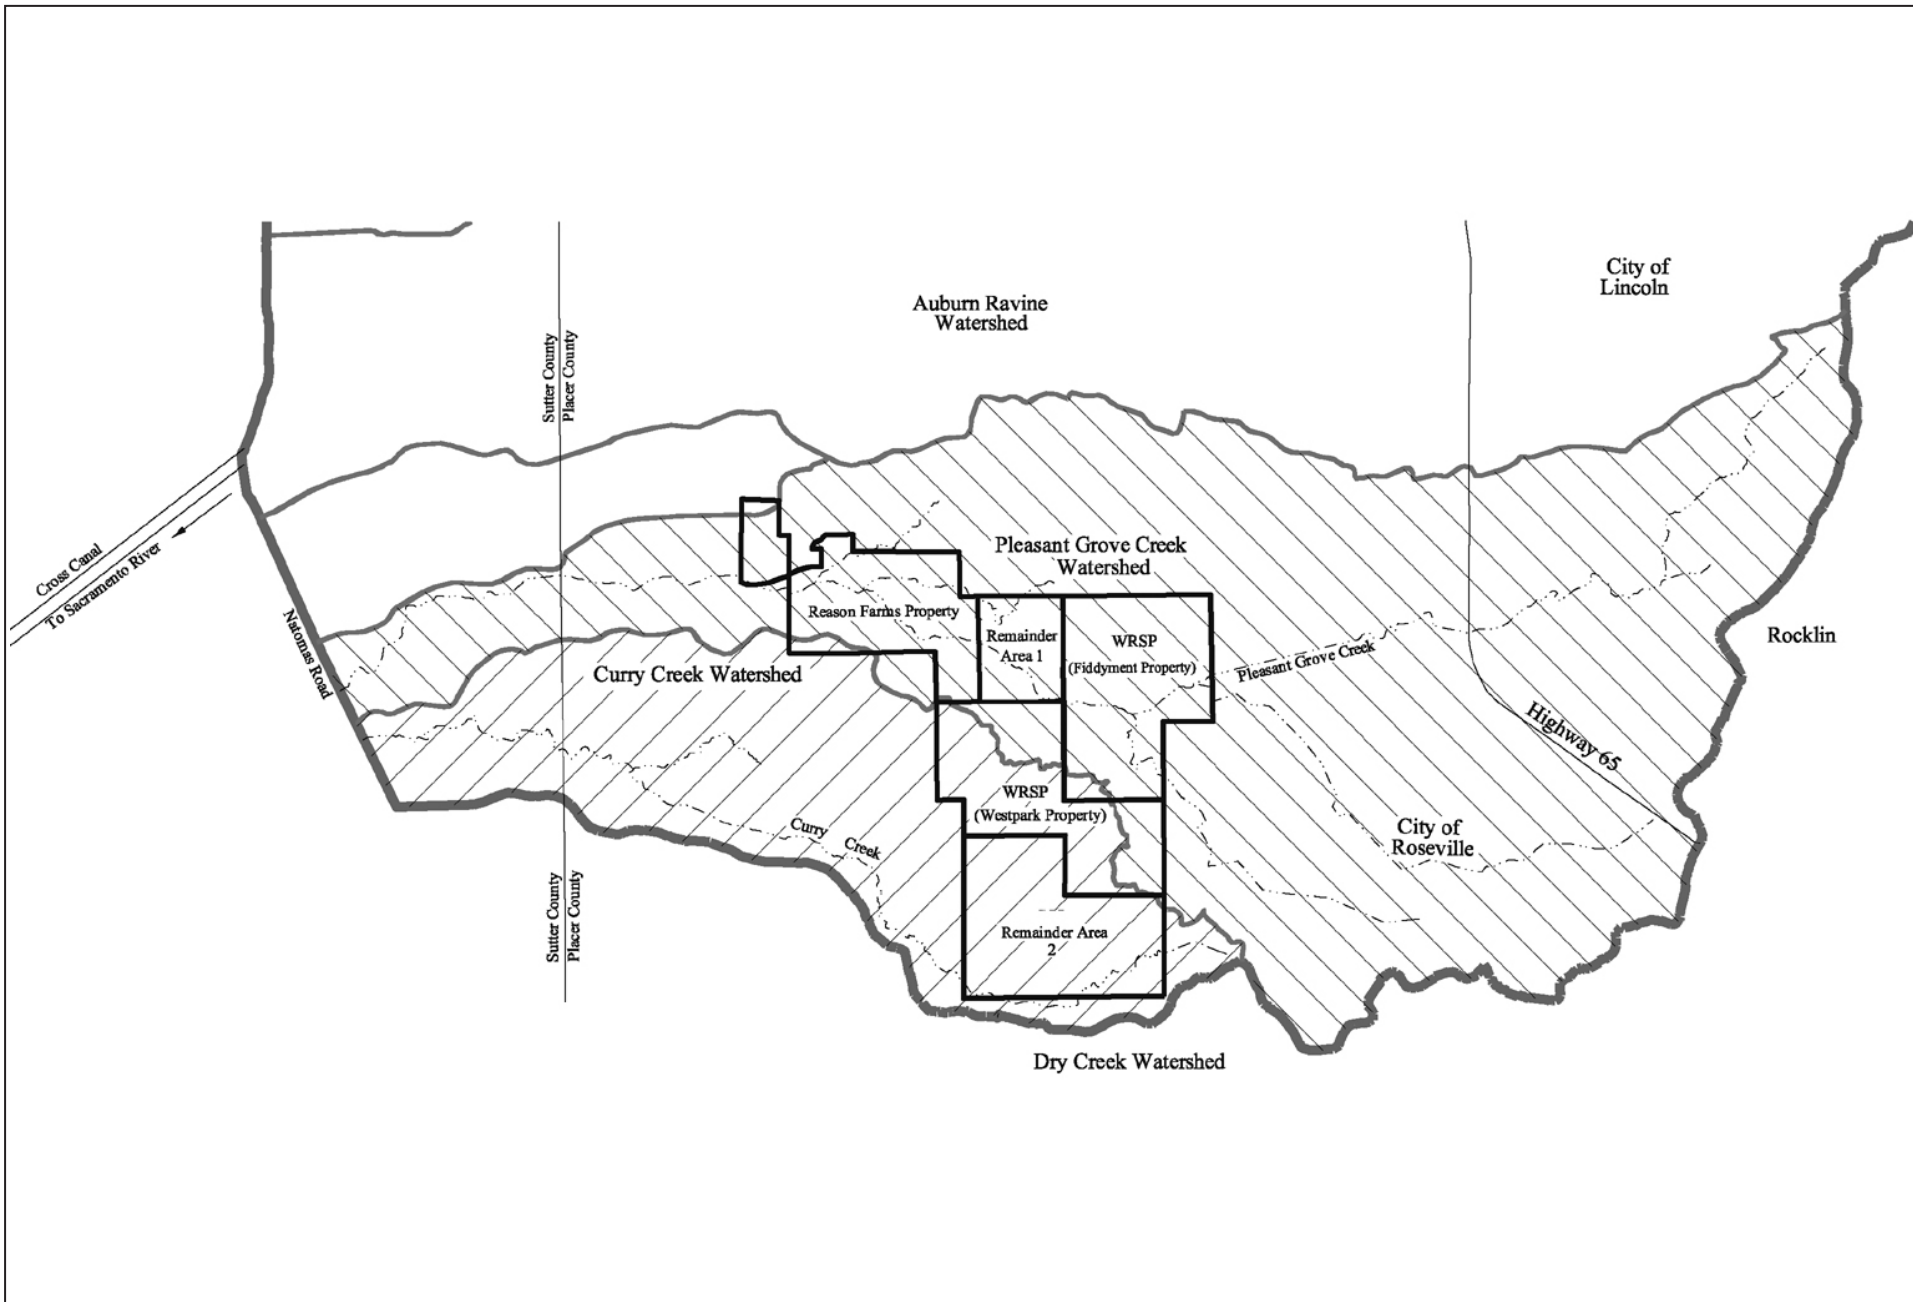 City of
Lincoln
Auburn Ravine
Watershed
Sutter County
Placer County
Cross Canal
To Sacramento River
Natomas Road
Pleasant Grove Creek
Watershed
Reason Farms Property
Remainder
Area 1
WRSP
(Fiddyment Property)
Rocklin
Pleasant Grove Creek
Curry Creek Watershed
Highway 65
WRSP
(Westpark Property)
Curry Creek
City of
Roseville
Sutter County
Placer County
Remainder Area
2
Dry Creek Watershed